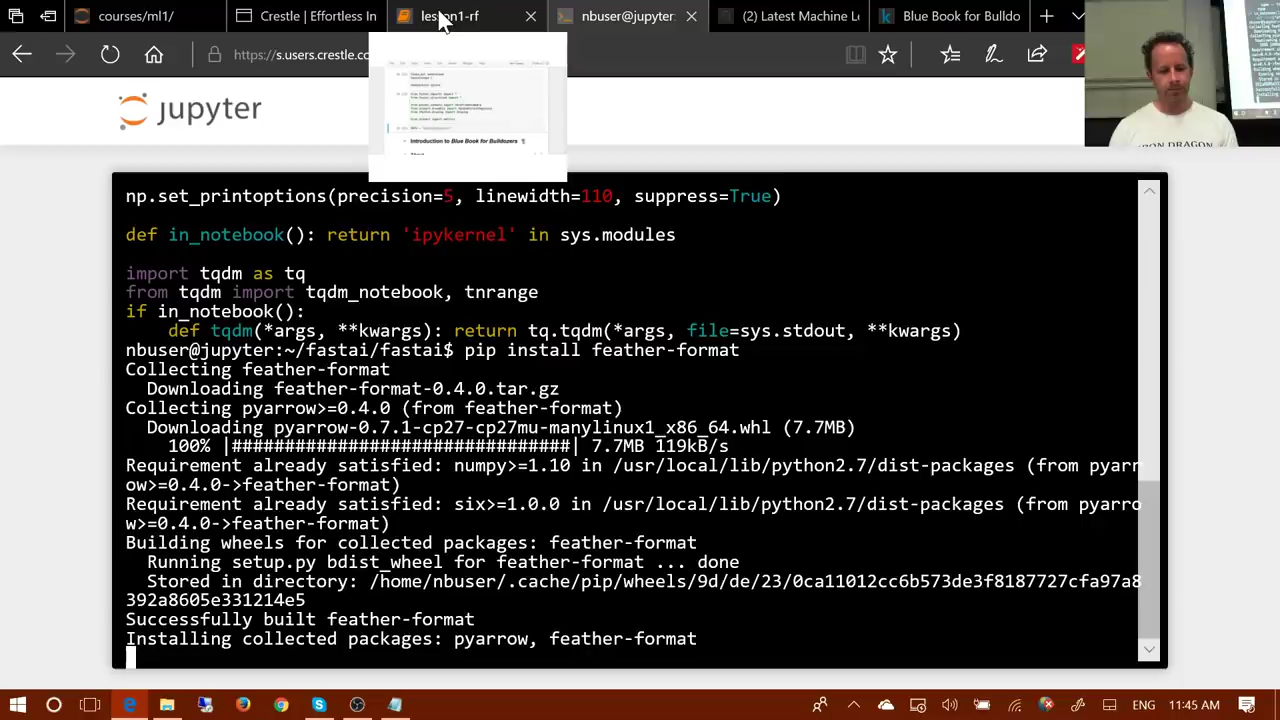 courses/ml1/
Crestle | Effortless In
lesson1-rf
nbuser@jupyter:
(2) Latest Machine Le
Blue Book for Bulldo
https://susers.crestle.co
jupyter
Introduction to Blue Book for Bulldozers ¶
np.set_printoptions(precision=5, linewidth=110, suppress=True)
def in_notebook(): return 'ipykernel' in sys.modules
import tqdm as tq
from tqdm import tqdm_notebook, tnrange
if in_notebook():
def tqdm(*args, **kwargs): return tq.tqdm(*args, file=sys.stdout, **kwargs)
nbuser@jupyter:~/fastai/fastai$ pip install feather-format
Collecting feather-format
Downloading feather-format-0.4.0.tar.gz
Collecting pyarrow>=0.4.0 (from feather-format)
Downloading pyarrow-0.7.1-cp27-cp27mu-manylinux1_x86_64.whl (7.7MB)
100% |################################| 7.7MB 119kB/s
Requirement already satisfied: numpy>=1.10 in /usr/local/lib/python2.7/dist-packages (from pyarr
ow>=0.4.0->feather-format)
Requirement already satisfied: six>=1.0.0 in /usr/local/lib/python2.7/dist-packages (from pyarro
w>=0.4.0->feather-format)
Building wheels for collected packages: feather-format
Running setup.py bdist_wheel for feather-format ... done
Stored in directory: /home/nbuser/.cache/pip/wheels/9d/de/23/0ca11012cc6b573de3f8187727cfa97a8
392a8605e331214e5
Successfully built feather-format
Installing collected packages: pyarrow, feather-format
DRAGON
ENG
11:45 AM